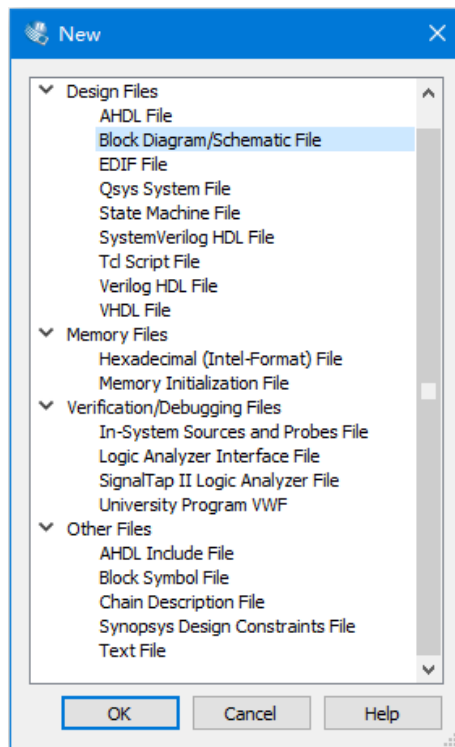 New
Design Files
AHDL File
Block Diagram/Schematic File
EDIF File
Qsys System File
State Machine File
SystemVerilog HDL File
Tcl Script File
Verilog HDL File
VHDL File
Memory Files
Hexadecimal (Intel-Format) File
Memory Initialization File
Verification/Debugging Files
In-System Sources and Probes File
Logic Analyzer Interface File
SignalTap II Logic Analyzer File
University Program VWF
Other Files
AHDL Include File
Block Symbol File
Chain Description File
Synopsys Design Constraints File
Text File
OK Cancel Help